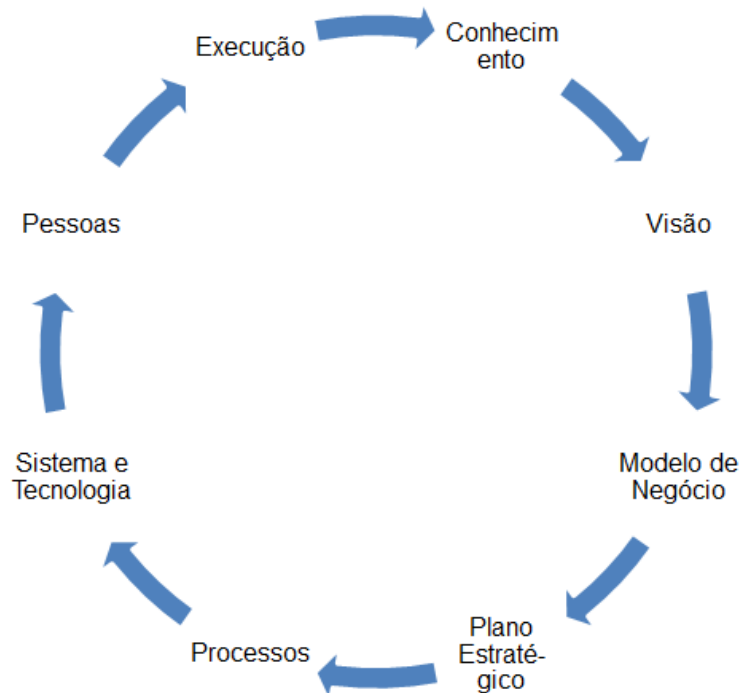 Execução
Conhecim
ento
Visão
Modelo de
Negócio
Plano
Estraté-
gico
Processos
Sistema e
Tecnologia
Pessoas